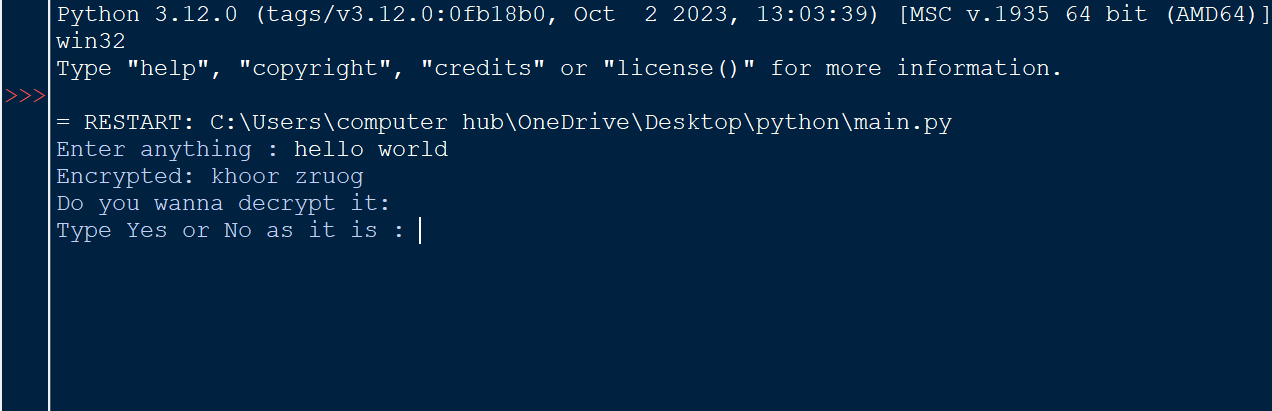 Python 3.12.0 (tags/v3.12.0:0fb18b0, Oct  2 2023, 13:03:39) [MSC v.1935 64 bit (AMD64)]
win32
Type "help", "copyright", "credits" or "license()" for more information.
>>>
= RESTART: C:\Users\computer hub\OneDrive\Desktop\python\main.py
Enter anything : hello world
Encrypted: khoor zruog
Do you wanna decrypt it:
Type Yes or No as it is :